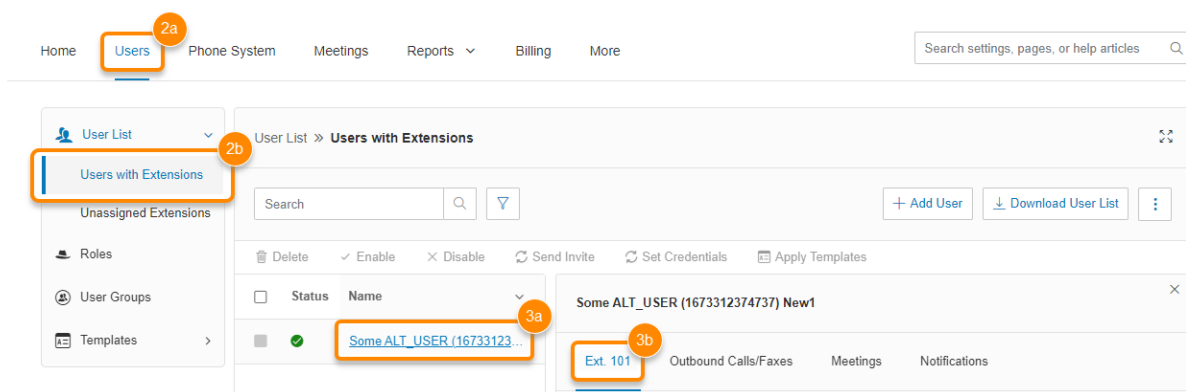 2a
Home Users Phone System Meetings Reports Billing More Search settings, pages, or help articles
User List
2b
User List » Users with Extensions
Users with Extensions
Search
+ Add User Download User List
Unassigned Extensions
Roles
Delete Enable Disable Send Invite Set Credentials Apply Templates
User Groups
Status Name
Some ALT_USER (1673312374737) New1
3a
Templates
Some ALT_USER (16733123...
3b
Ext. 101 Outbound Calls/Faxes Meetings Notifications